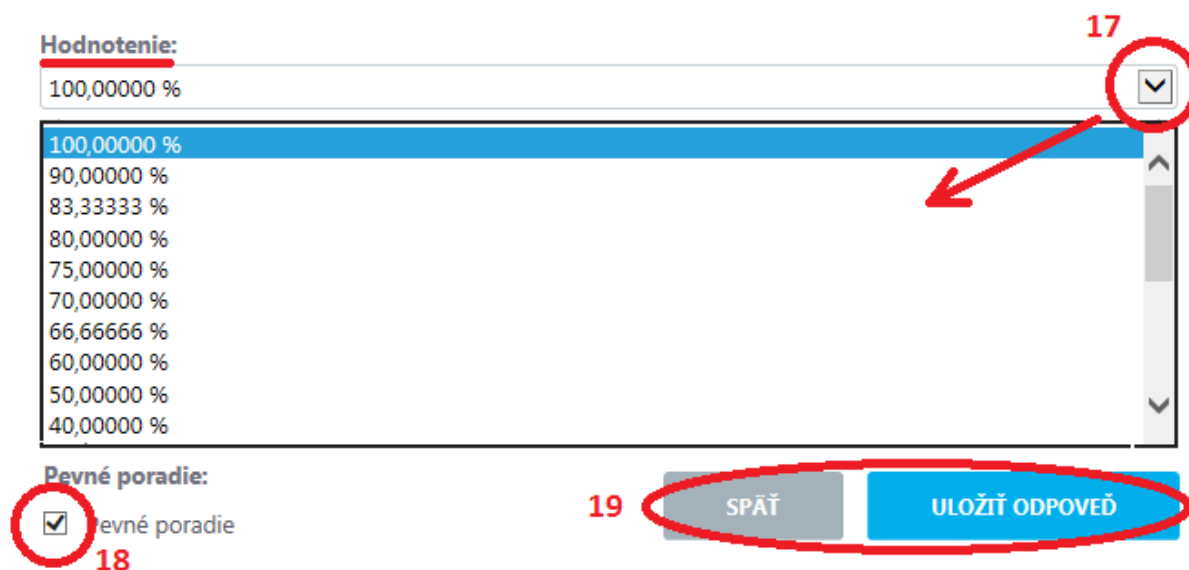 17
Hodnotenie:
100,00000 %
100,00000 %
90,00000 %
83,33333 %
80,00000 %
75,00000 %
70,00000 %
66,66666 %
60,00000 %
50,00000 %
40,00000 %
Pevné poradie:
Pevné poradie
18
19
SPÄŤ
ULOŽIŤ ODPOVEĎ